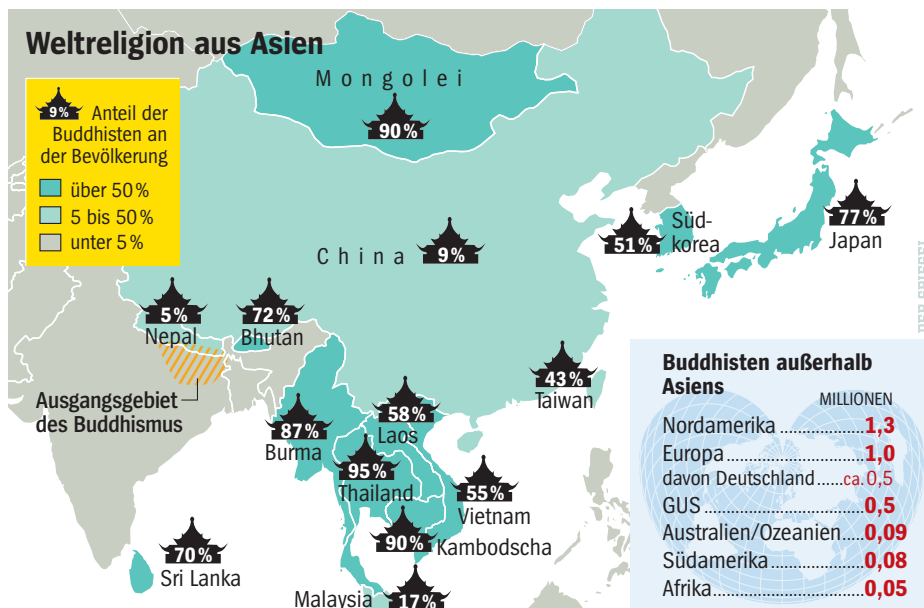 Weltreligion aus Asien
9% Anteil der
Buddhisten an
der Bevölkerung
über 50%
5 bis 50%
unter 5%
Mongolei
90%
China
9%
Süd-
korea
51%
77%
Japan
5%
Nepal
72%
Bhutan
Ausgangsgebiet
des Buddhismus
43%
Taiwan
87%
Burma
58%
Laos
95%
Thailand
55%
Vietnam
90%
Kambodscha
70%
Sri Lanka
Malaysia
17%
DER SPIEGEL
Buddhisten außerhalb
Asiens
MILLIONEN
Nordamerika ............... 1,3
Europa ......................... 1,0
davon Deutschland ..... ca. 0,5
GUS ............................. 0,5
Australien/Ozeanien .... 0,09
Südamerika ................. 0,08
Afrika .......................... 0,05